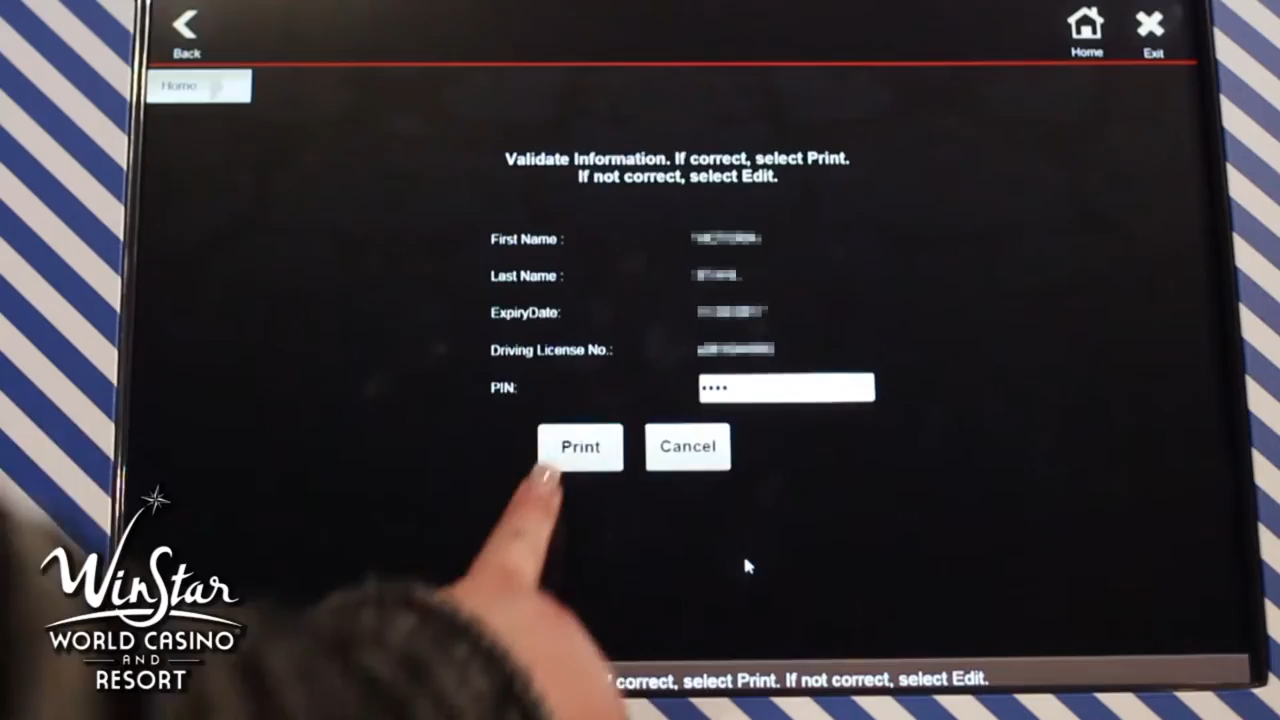 Back
Home
Exit
Home
Validate Information. If correct, select Print.
If not correct, select Edit.
First Name :
Last Name :
ExpiryDate:
Driving License No.:
PIN: ••••
Print
Cancel
correct, select Print. If not correct, select Edit.
WinStar
WORLD CASINO®
AND
RESORT